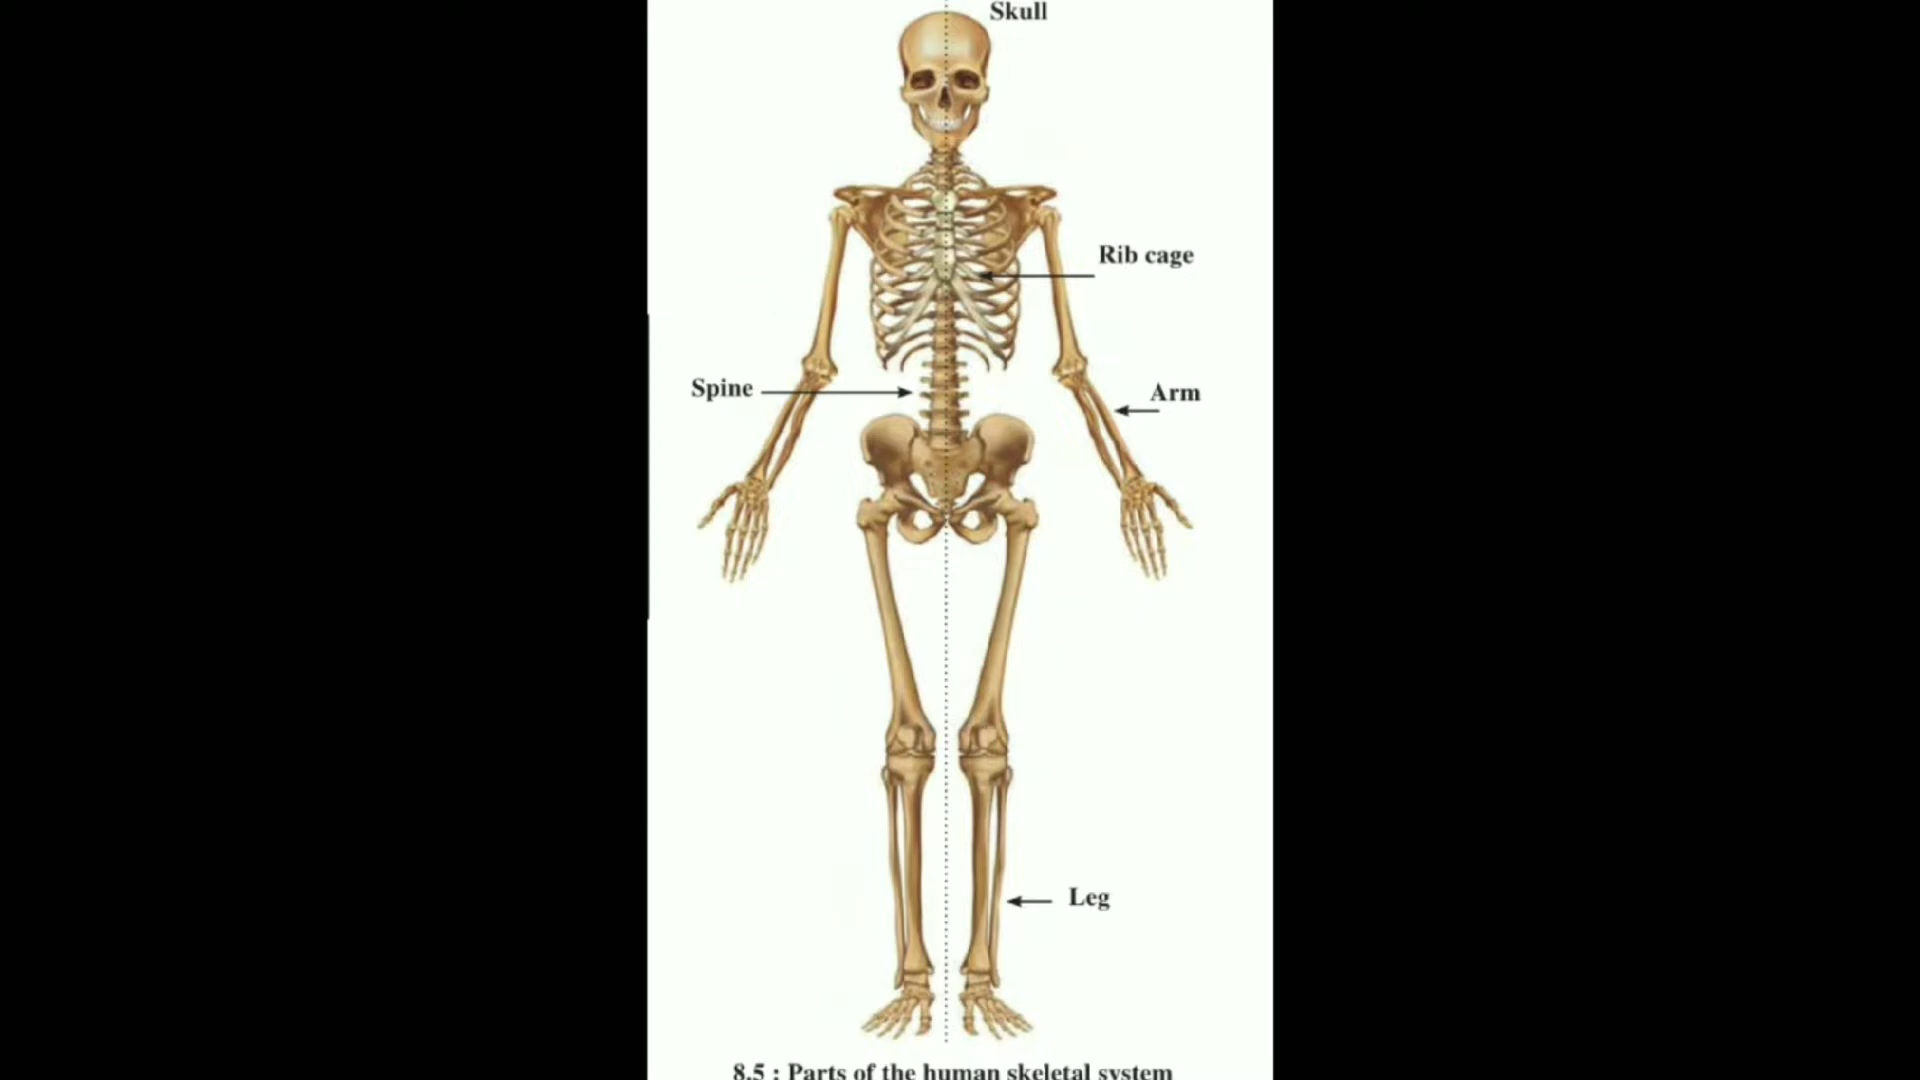 Skull
Rib cage
Spine
Arm
Leg
8.5 : Parts of the human skeletal system